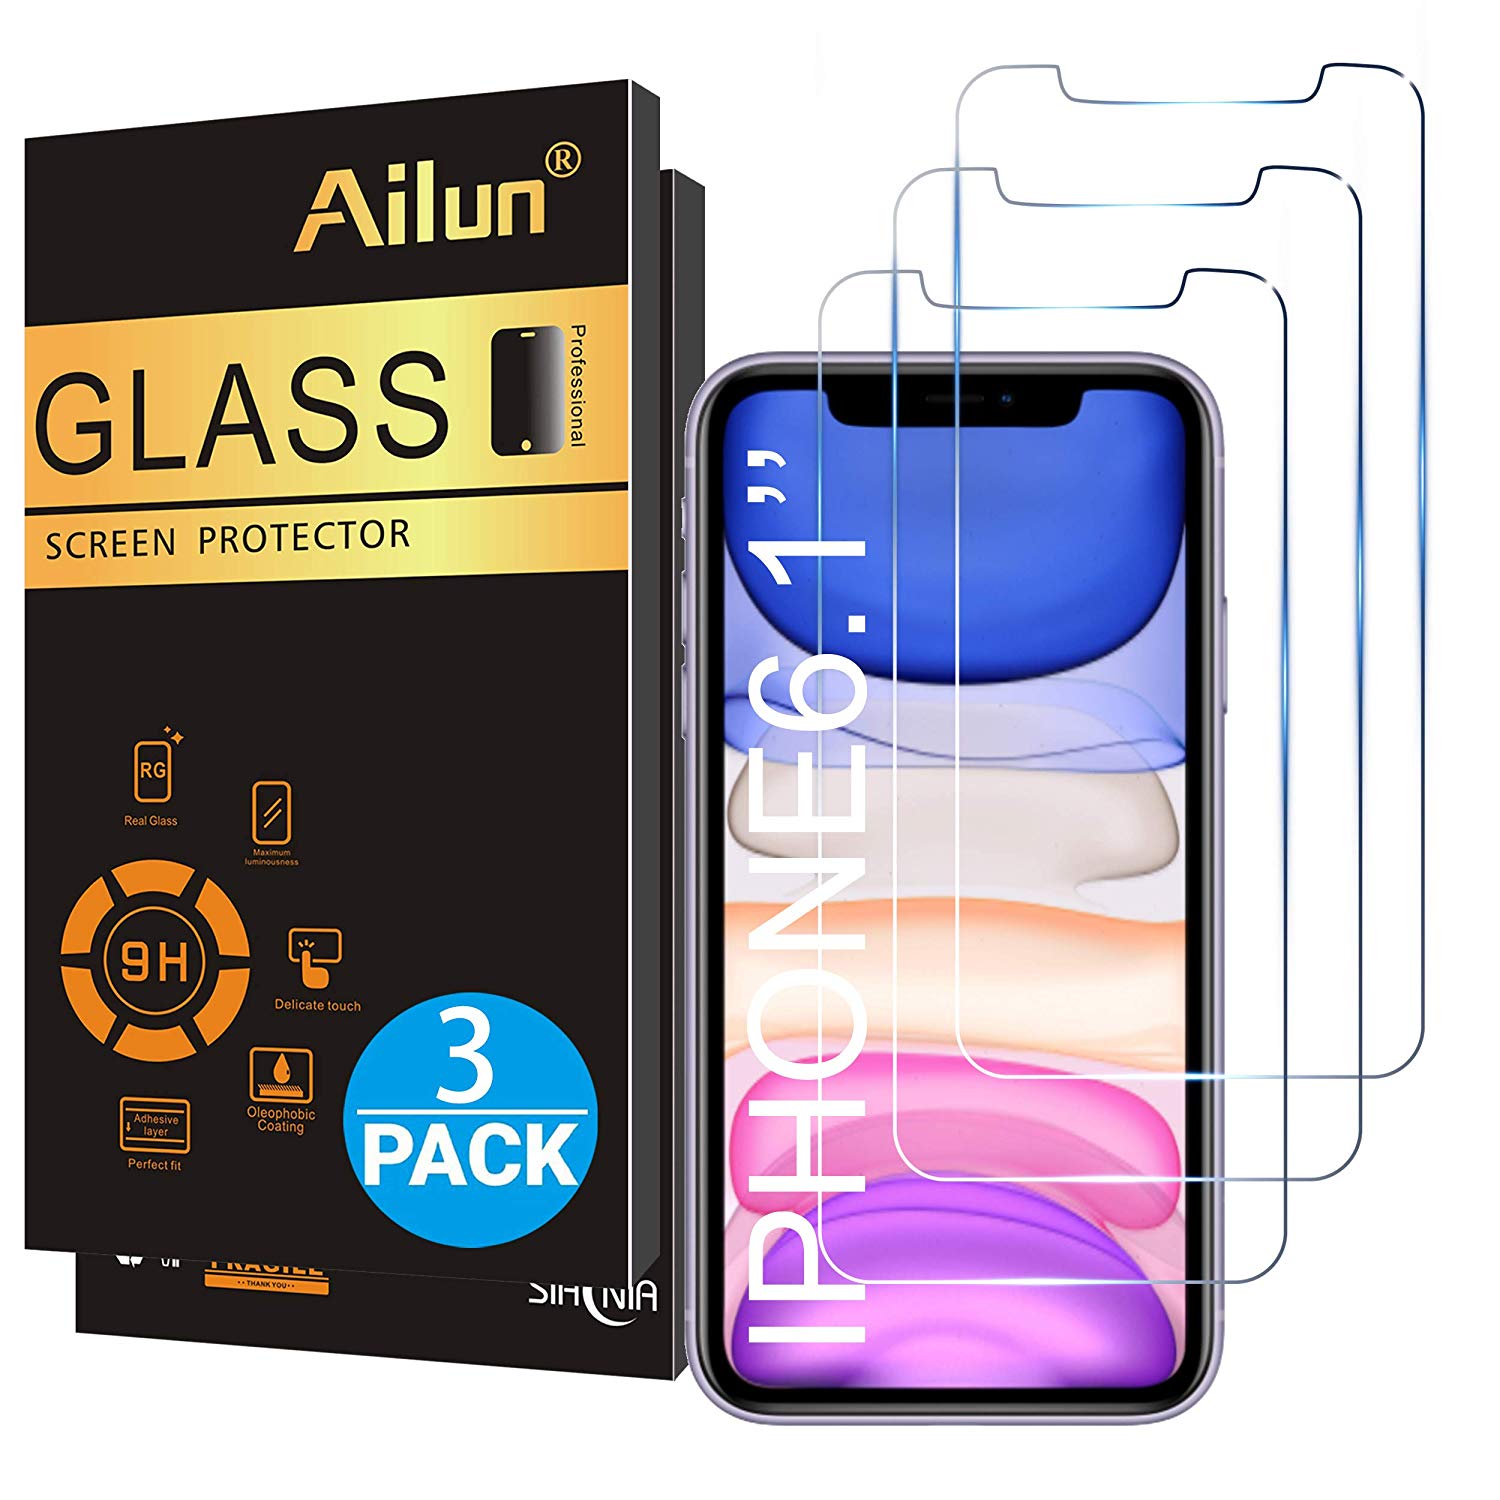 Ailun®
GLASS
Professional
SCREEN PROTECTOR
RG
Real Glass
Maximum
luminousness
9H
Delicate touch
Oleophobic
Coating
Adhesive
layer
Perfect fit
3
PACK
THANK YOU
IPHONE6.1”